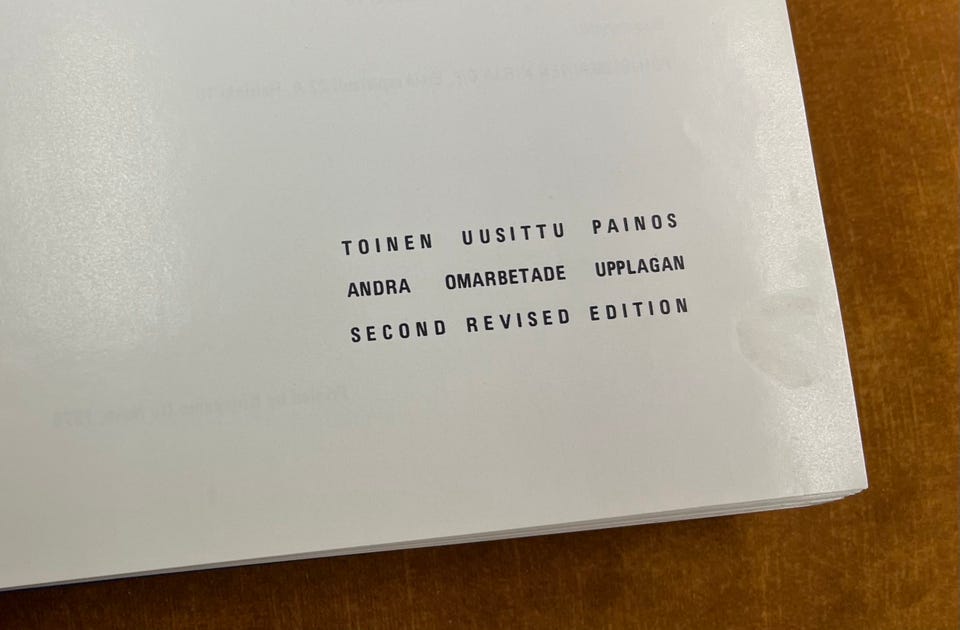 TOINEN UUSITTU PAINOS
ANDRA OMARBETADE UPPLAGAN
SECOND REVISED EDITION